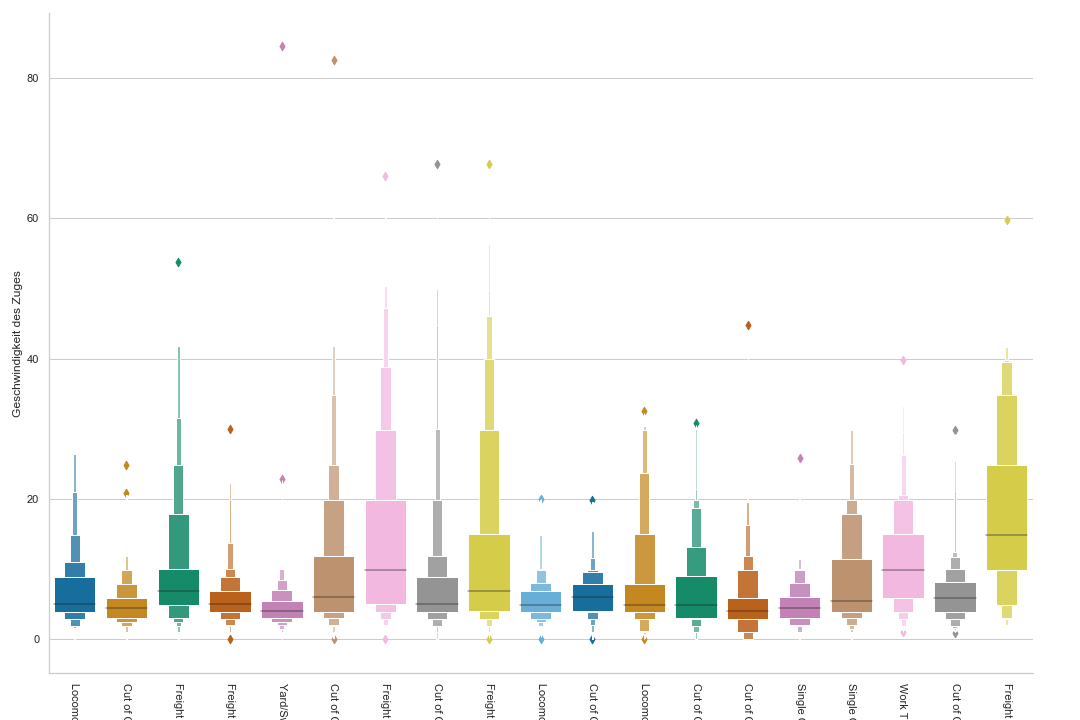 80
60
40
20
0
Geschwindigkeit des Zuges
Locomo
Cut of
Freight
Freight
Yard/Sw
Cut of
Freight
Cut of
Freight
Locomo
Cut of
Locomo
Cut of
Cut of
Single
Single
Work T
Cut of
Freight